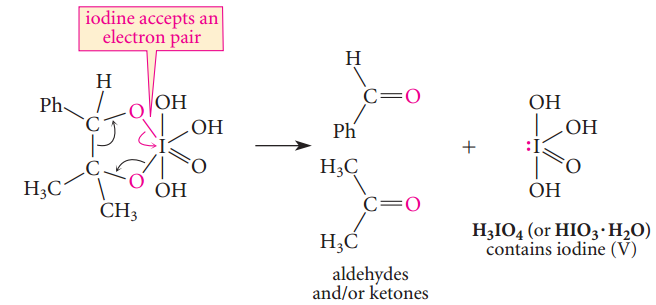 iodine accepts an
electron pair
H
Ph
C
O
OH
OH
I
O
C
O
OH
H3C
CH3
H
C=O
Ph
H3C
C=O
H3C
aldehydes
and/or ketones
+
OH
OH
:I
O
OH
H3IO4 (or HIO3·H2O)
contains iodine (V)